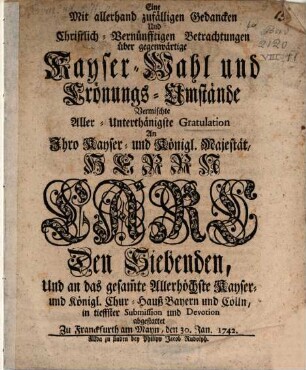 Eine
Mit allerhand zufälligen Gedancken
Und
Christlich-Vernünfftigen Betrachtungen
über gegenwärtige
Kayser-Wahl und
Crönungs-Umstände
Vermischte
Aller-Unterthänigste Gratulation
An
Ihro Kayser- und Königl. Majestät,
HERRN
CARL
Den Siebenden,
Und an das gesamte Allerhöchste Kayser-
und Königl. Chur-Hauß Bayern und Cölln,
in tieffster Submission und Devotion
abgestattet
Zu Franckfurth am Mayn, den 30. Jan. 1742.
Allda zu finden bey Philipp Jacob Rudolph.